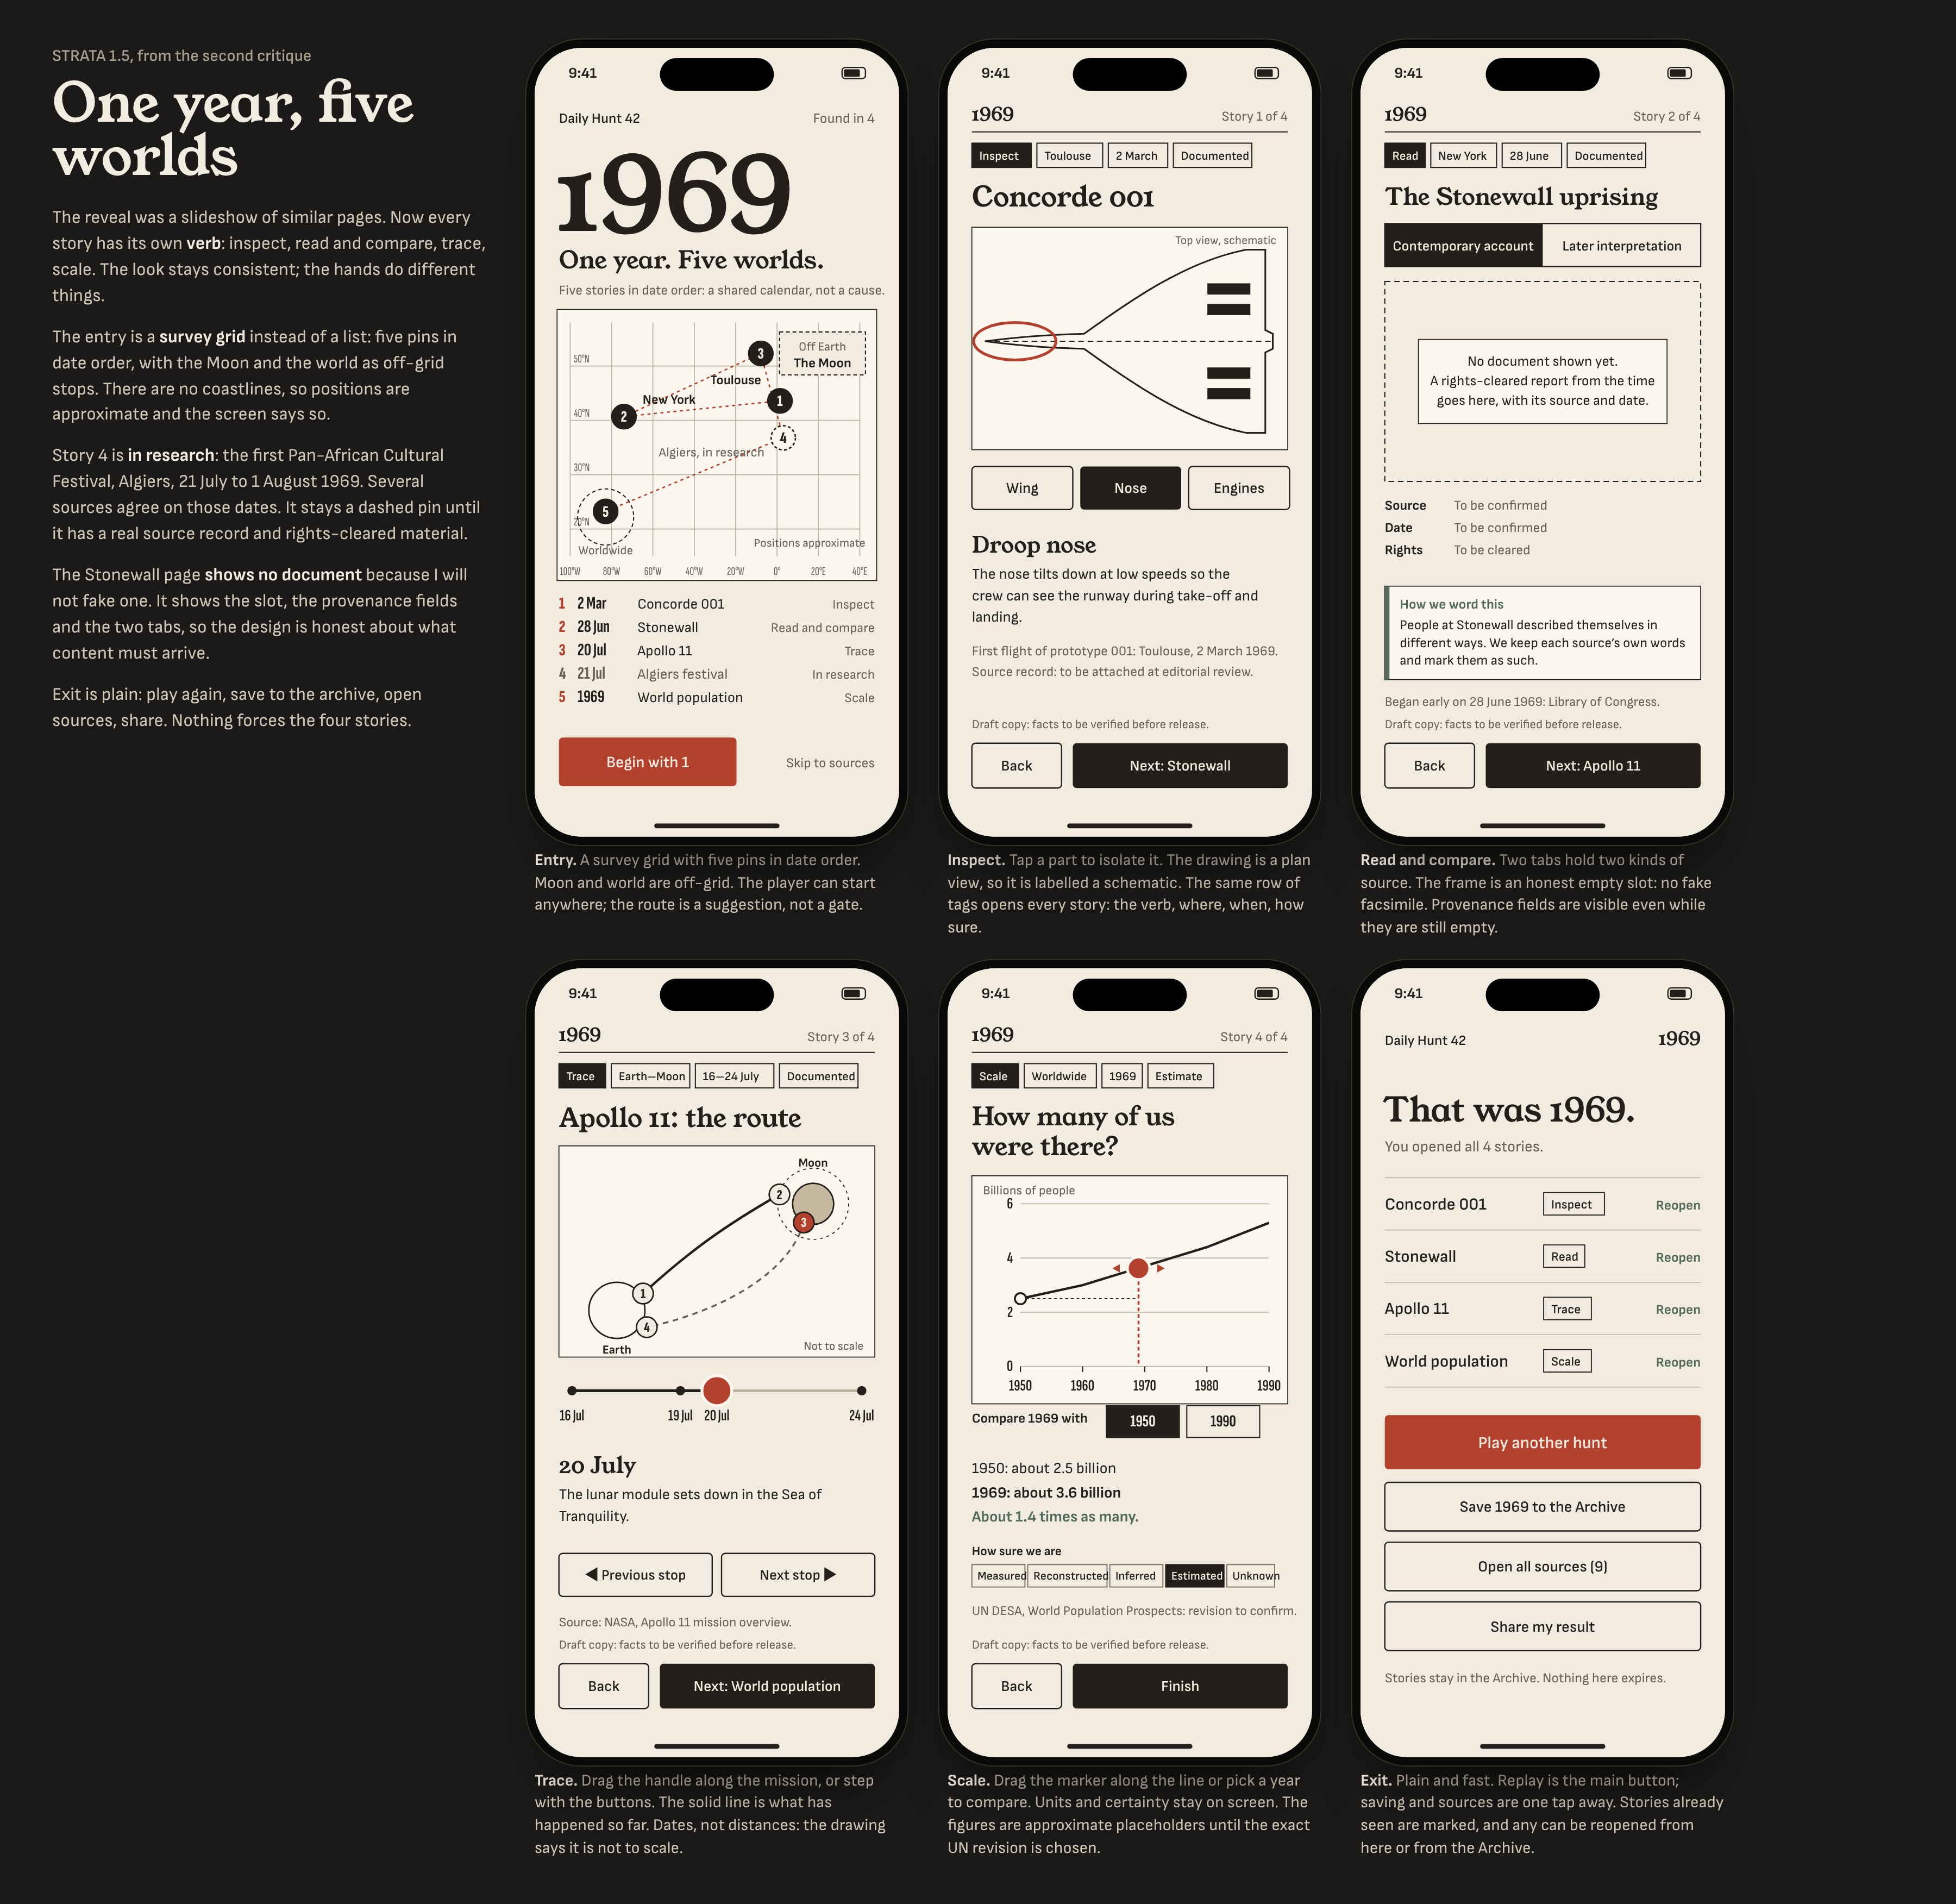 STRATA 1.5, from the second critique
One year, five
worlds
The reveal was a slideshow of similar pages. Now every
story has its own verb: inspect, read and compare, trace,
scale. The look stays consistent; the hands do different
things.
The entry is a survey grid instead of a list: five pins in
date order, with the Moon and the world as off-grid
stops. There are no coastlines, so positions are
approximate and the screen says so.
Story 4 is in research: the first Pan-African Cultural
Festival, Algiers, 21 July to 1 August 1969. Several
sources agree on those dates. It stays a dashed pin until
it has a real source record and rights-cleared material.
The Stonewall page shows no document because I will
not fake one. It shows the slot, the provenance fields
and the two tabs, so the design is honest about what
content must arrive.
Exit is plain: play again, save to the archive, open
sources, share. Nothing forces the four stories.
9:41
Daily Hunt 42 Found in 4
1969
One year. Five worlds.
Five stories in date order: a shared calendar, not a cause.
Off Earth
The Moon
3
50°N
Toulouse
New York
1
2
40°N
4
Algiers, in research
30°N
5
20°N
Worldwide
Positions approximate
100°W 80°W 60°W 40°W 20°W 0° 20°E 40°E
1 2 Mar Concorde 001 Inspect
2 28 Jun Stonewall Read and compare
3 20 Jul Apollo 11 Trace
4 21 Jul Algiers festival In research
5 1969 World population Scale
Begin with 1 Skip to sources
Entry. A survey grid with five pins in date order.
Moon and world are off-grid. The player can start
anywhere; the route is a suggestion, not a gate.
9:41
1969 Story 1 of 4
Inspect Toulouse 2 March Documented
Concorde 001
Top view, schematic
Wing Nose Engines
Droop nose
The nose tilts down at low speeds so the
crew can see the runway during take-off and
landing.
First flight of prototype 001: Toulouse, 2 March 1969.
Source record: to be attached at editorial review.
Draft copy: facts to be verified before release.
Back Next: Stonewall
Inspect. Tap a part to isolate it. The drawing is a plan
view, so it is labelled a schematic. The same row of
tags opens every story: the verb, where, when, how
sure.
9:41
1969 Story 2 of 4
Read New York 28 June Documented
The Stonewall uprising
Contemporary account Later interpretation
No document shown yet.
A rights-cleared report from the time
goes here, with its source and date.
Source To be confirmed
Date To be confirmed
Rights To be cleared
How we word this
People at Stonewall described themselves in
different ways. We keep each source's own words
and mark them as such.
Began early on 28 June 1969: Library of Congress.
Draft copy: facts to be verified before release.
Back Next: Apollo 11
Read and compare. Two tabs hold two kinds of
source. The frame is an honest empty slot: no fake
facsimile. Provenance fields are visible even while
they are still empty.
9:41
1969 Story 3 of 4
Trace Earth–Moon 16–24 July Documented
Apollo 11: the route
Moon
2
3
1
4
Earth
Not to scale
16 Jul 19 Jul 20 Jul 24 Jul
20 July
The lunar module sets down in the Sea of
Tranquility.
◀ Previous stop Next stop ▶
Source: NASA, Apollo 11 mission overview.
Draft copy: facts to be verified before release.
Back Next: World population
Trace. Drag the handle along the mission, or step
with the buttons. The solid line is what has
happened so far. Dates, not distances: the drawing
says it is not to scale.
9:41
1969 Story 4 of 4
Scale Worldwide 1969 Estimate
How many of us
were there?
Billions of people
6
4
2
0
1950 1960 1970 1980 1990
Compare 1969 with 1950 1990
1950: about 2.5 billion
1969: about 3.6 billion
About 1.4 times as many.
How sure we are
Measured Reconstructed Inferred Estimated Unknown
UN DESA, World Population Prospects: revision to confirm.
Draft copy: facts to be verified before release.
Back Finish
Scale. Drag the marker along the line or pick a year
to compare. Units and certainty stay on screen. The
figures are approximate placeholders until the exact
UN revision is chosen.
9:41
Daily Hunt 42 1969
That was 1969.
You opened all 4 stories.
Concorde 001 Inspect Reopen
Stonewall Read Reopen
Apollo 11 Trace Reopen
World population Scale Reopen
Play another hunt
Save 1969 to the Archive
Open all sources (9)
Share my result
Stories stay in the Archive. Nothing here expires.
Exit. Plain and fast. Replay is the main button;
saving and sources are one tap away. Stories already
seen are marked, and any can be reopened from
here or from the Archive.